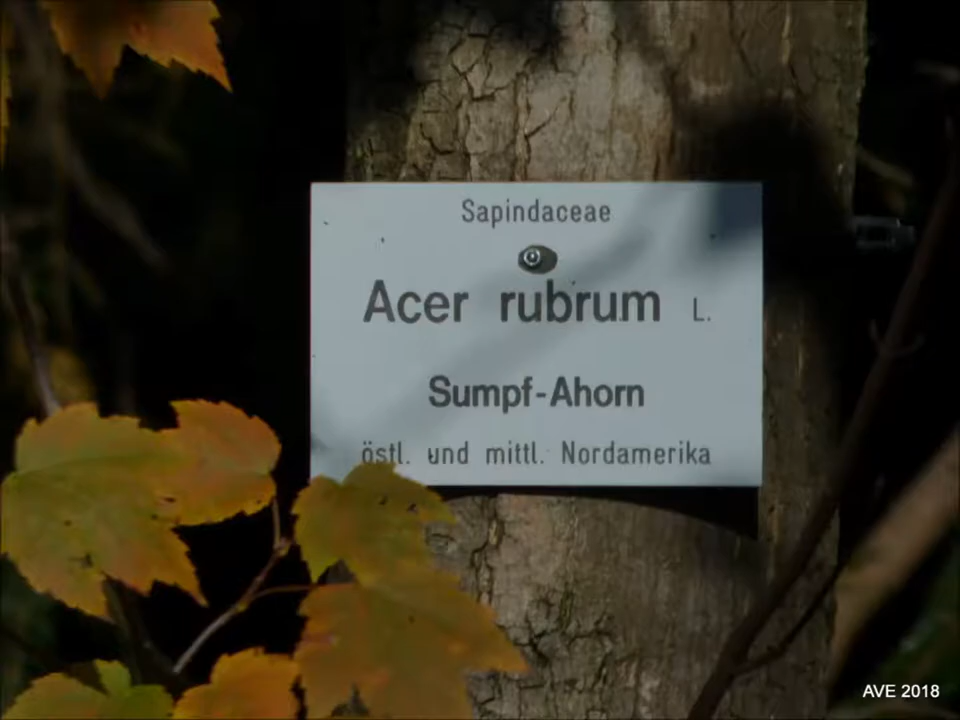 Sapindaceae
Acer rubrum L.
Sumpf-Ahorn
östl. und mittl. Nordamerika
AVE 2018